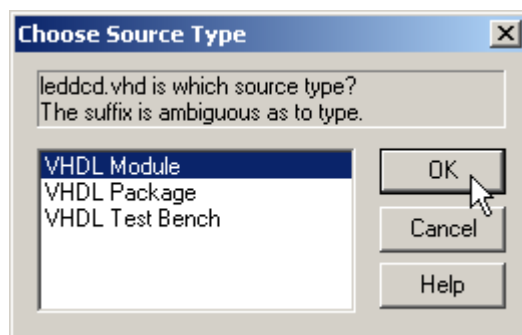 Choose Source Type
leddcd.vhd is which source type?
The suffix is ambiguous as to type.
VHDL Module
VHDL Package
VHDL Test Bench
OK
Cancel
Help